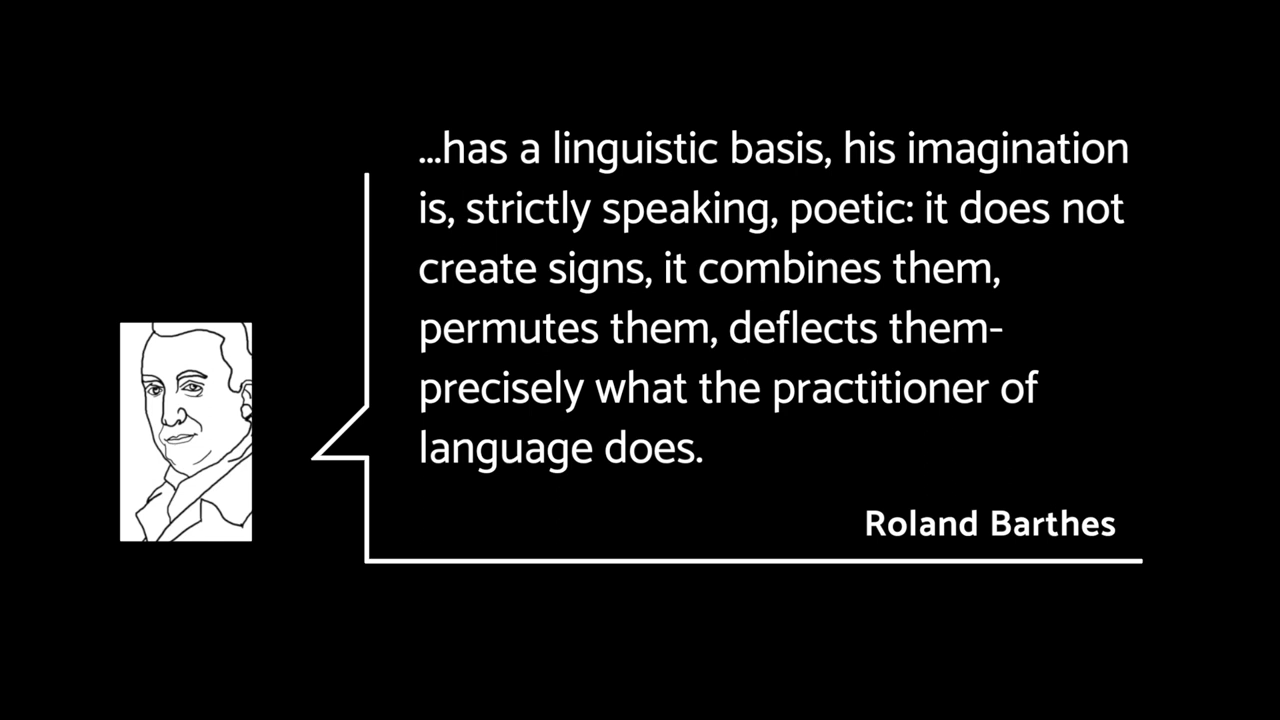 ...has a linguistic basis, his imagination
is, strictly speaking, poetic: it does not
create signs, it combines them,
permutes them, deflects them-
precisely what the practitioner of
language does.
Roland Barthes